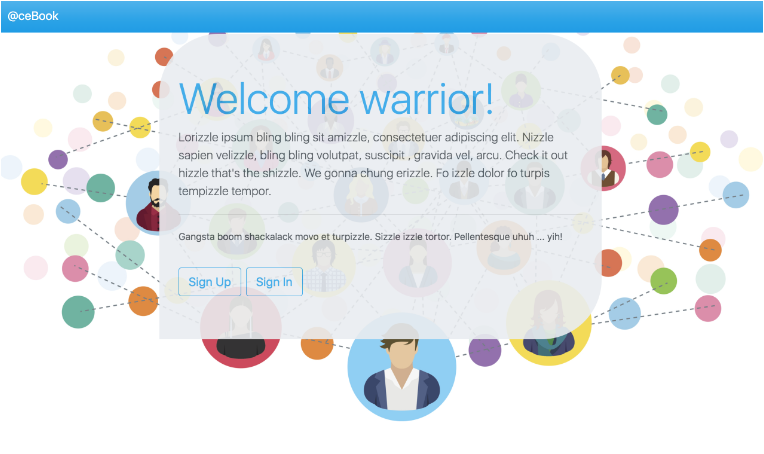 @ceBook
Welcome warrior!
Lorizzle ipsum bling bling sit amizzle, consectetuer adipiscing elit. Nizzle
sapien velizzle, bling bling volutpat, suscipit , gravida vel, arcu. Check it out
hizzle that's the shizzle. We gonna chung erizzle. Fo izzle dolor fo turpis
tempizzle tempor.
Gangsta boom shackalack movo et turpizzle. Sizzle izzle tortor. Pellentesque uhuh ... yih!
Sign Up Sign In